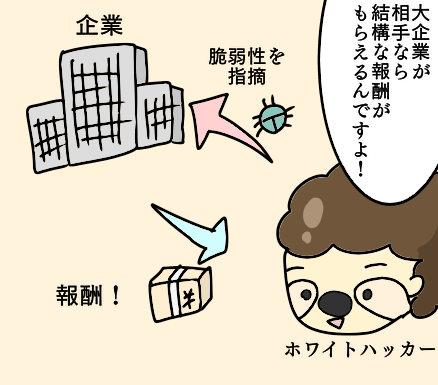 大企業が
相手なら
結構な報酬が
もらえるんですよ！
企業
脆弱性を
指摘
報酬！
¥
ホワイトハッカー